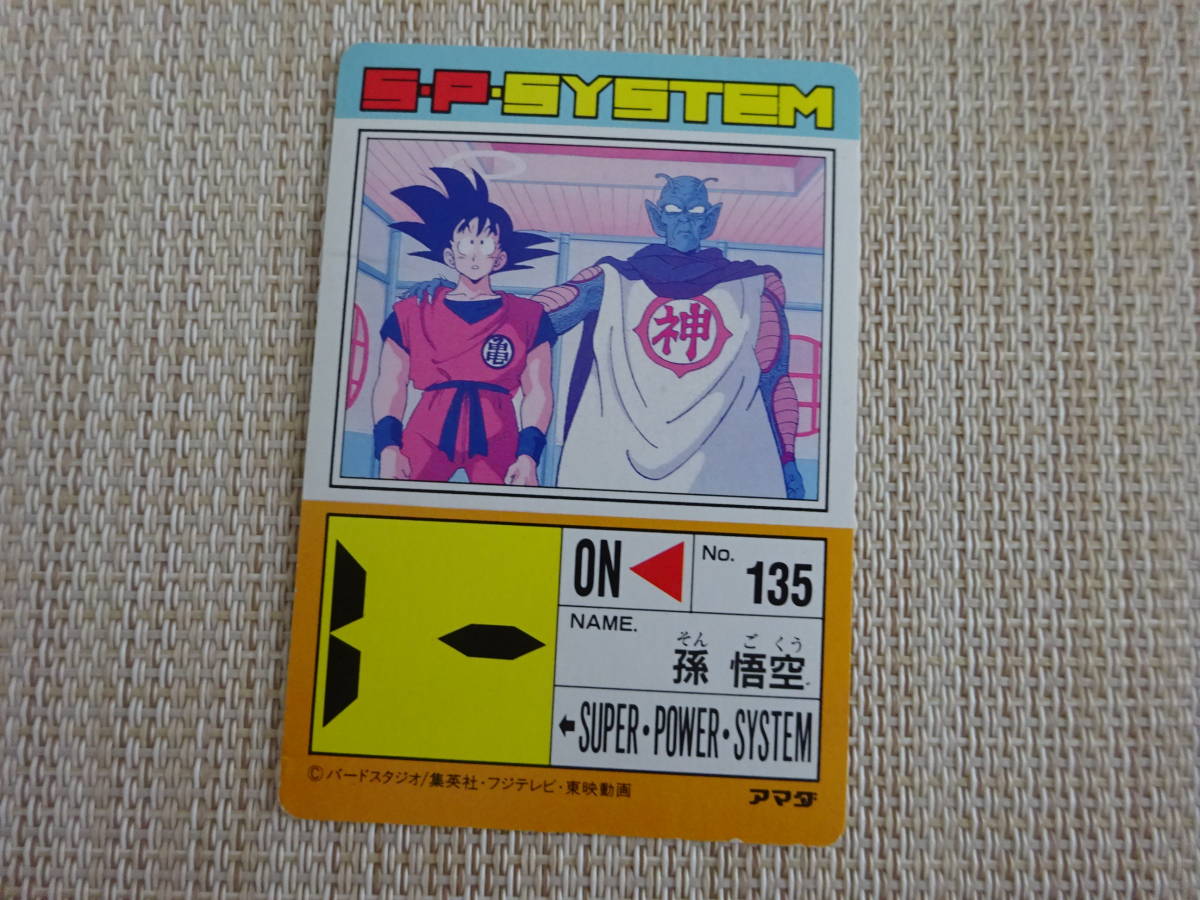 S・P・SYSTEM
神
亀
ON
No. 135
NAME.
そん ご くう
孫 悟空
SUPER・POWER・SYSTEM
©バードスタジオ/集英社・フジテレビ・東映動画
アマダ